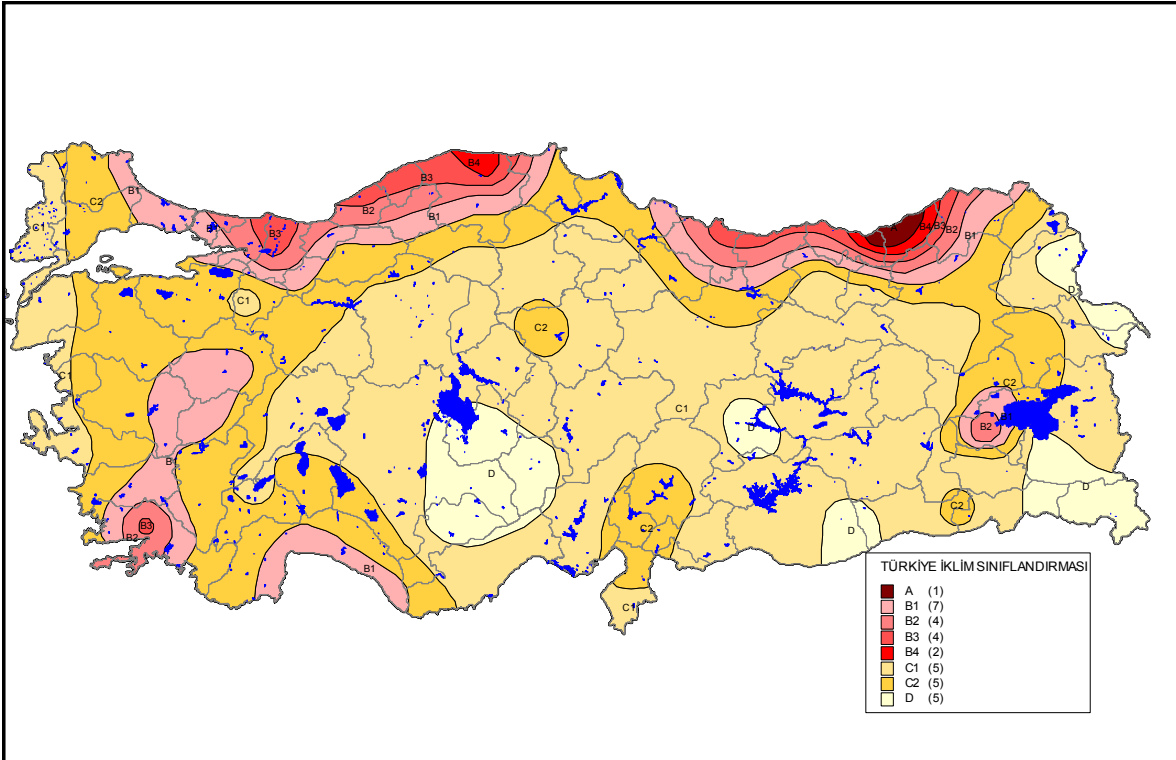 B4
B3
C2
B1
B2
B1
C1
B1
B3
A
B4
B3
B2
B1
D
C1
C2
C1
C2
B1
B2
C1
D
B1
D
B3
B2
C2
C2
D
D
B1
C1
TÜRKİYE İKLİM SINIFLANDIRMASI
A (1)
B1 (7)
B2 (4)
B3 (4)
B4 (2)
C1 (5)
C2 (5)
D (5)